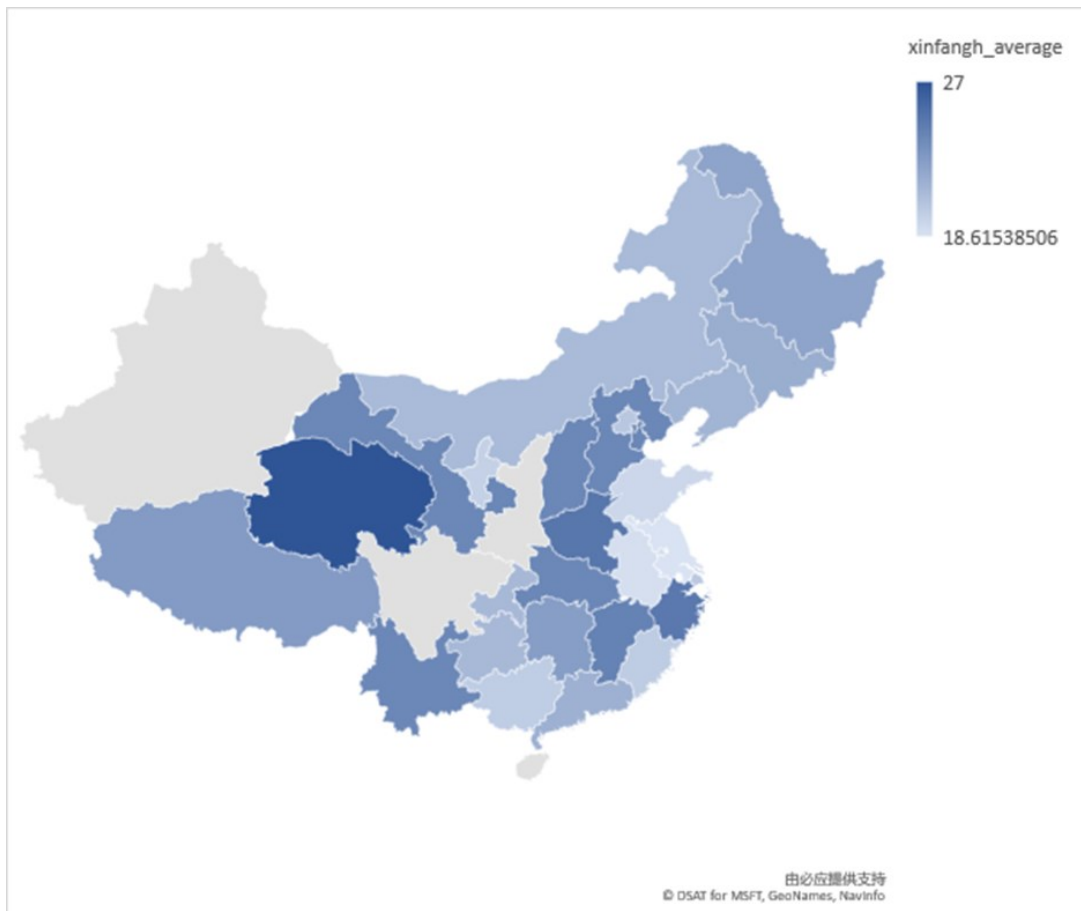 xinfangh_average
27
18.61538506
由必应提供支持
© DSAT for MSFT, GeoNames, NavInfo